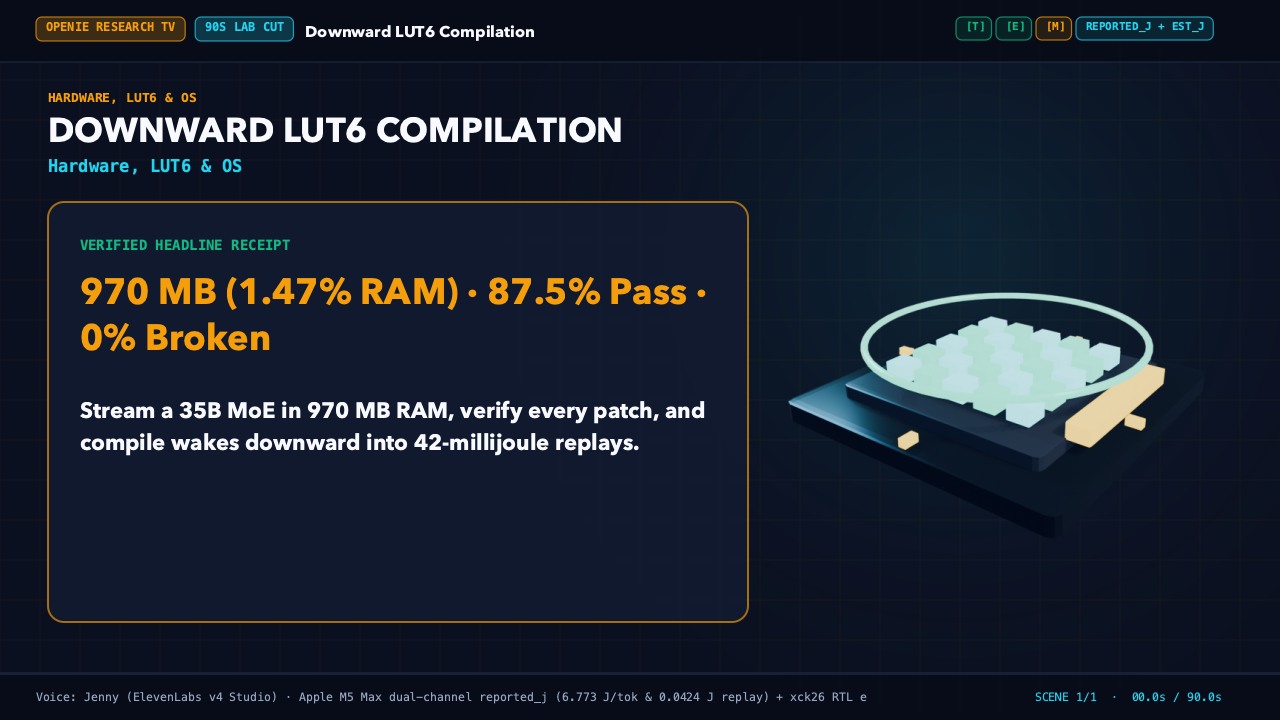 OPENIE RESEARCH TV
90S LAB CUT
Downward LUT6 Compilation
[T]
[E]
[M]
REPORTED_J + EST_J
HARDWARE, LUT6 & OS
DOWNWARD LUT6 COMPILATION
Hardware, LUT6 & OS
VERIFIED HEADLINE RECEIPT
970 MB (1.47% RAM) · 87.5% Pass ·
0% Broken
Stream a 35B MoE in 970 MB RAM, verify every patch, and
compile wakes downward into 42-millijoule replays.
Voice: Jenny (ElevenLabs v4 Studio) · Apple M5 Max dual-channel reported_j (6.773 J/tok & 0.0424 J replay) + xck26 RTL e
SCENE 1/1 · 00.0s / 90.0s